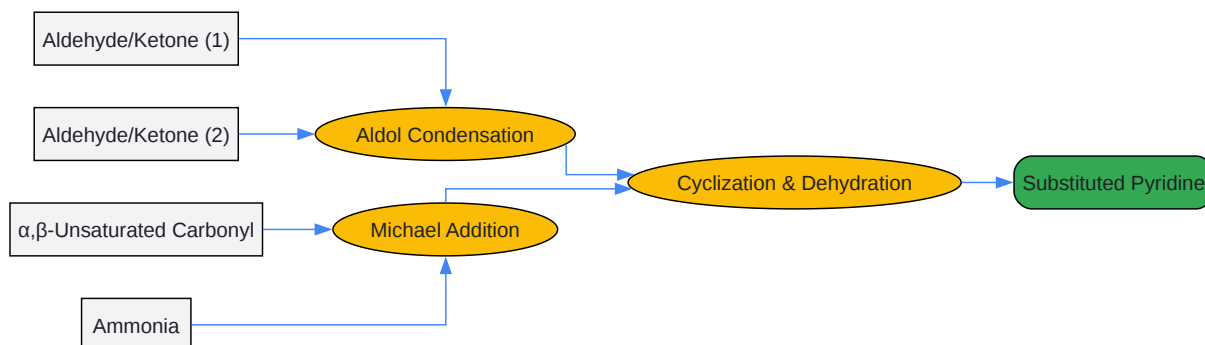 Aldehyde/Ketone (1)
Aldehyde/Ketone (2)
Aldol Condensation
Cyclization & Dehydration
Substituted Pyridine
α,β-Unsaturated Carbonyl
Michael Addition
Ammonia